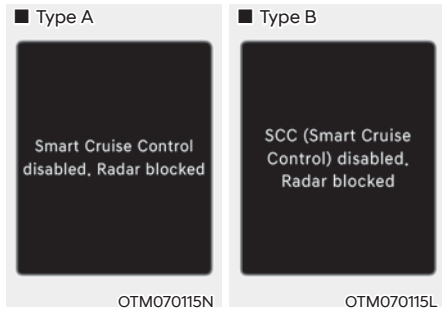 ■ Type A
Smart Cruise Control
disabled. Radar blocked
OTM070115N
■ Type B
SCC (Smart Cruise
Control) disabled.
Radar blocked
OTM070115L